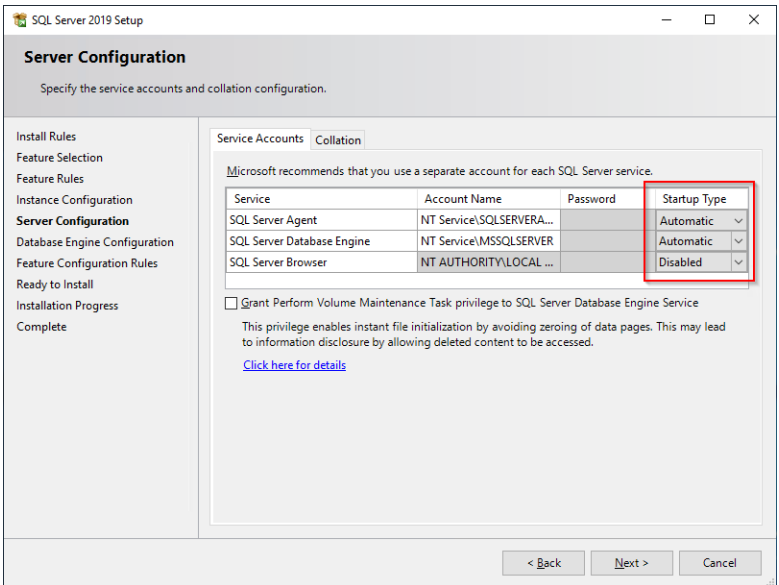 SQL Server 2019 Setup
Server Configuration
Specify the service accounts and collation configuration.
Install Rules
Feature Selection
Feature Rules
Instance Configuration
Server Configuration
Database Engine Configuration
Feature Configuration Rules
Ready to Install
Installation Progress
Complete
Service Accounts Collation
Microsoft recommends that you use a separate account for each SQL Server service.
Service Account Name Password Startup Type
SQL Server Agent NT Service\SQLSERVERA... Automatic
SQL Server Database Engine NT Service\MSSQLSERVER Automatic
SQL Server Browser NT AUTHORITY\LOCAL ... Disabled
Grant Perform Volume Maintenance Task privilege to SQL Server Database Engine Service
This privilege enables instant file initialization by avoiding zeroing of data pages. This may lead
to information disclosure by allowing deleted content to be accessed.
Click here for details
< Back Next > Cancel